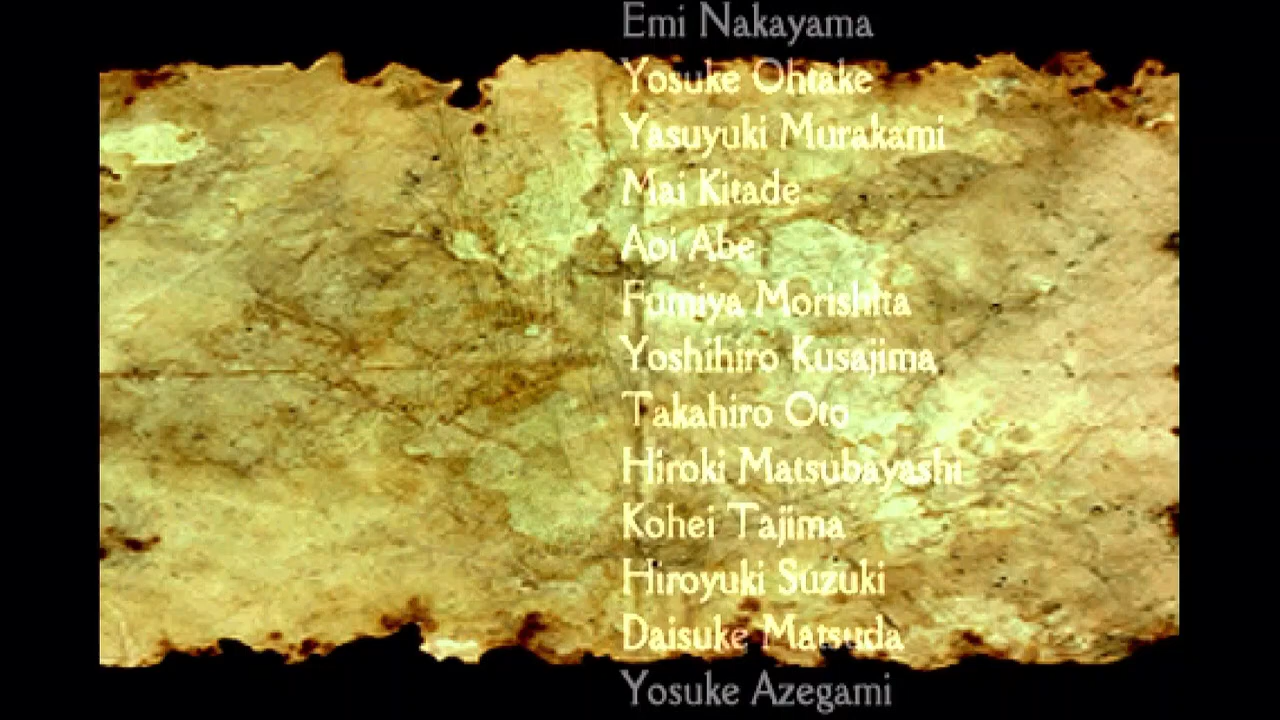 Emi Nakayama
Yosuke Ohtake
Yasuyuki Murakami
Mai Kitade
Aoi Abe
Fumiya Morishita
Yoshihiro Kusajima
Takahiro Oto
Hiroki Matsubayashi
Kohei Tajima
Hiroyuki Suzuki
Daisuke Matsuda
Yosuke Azegami